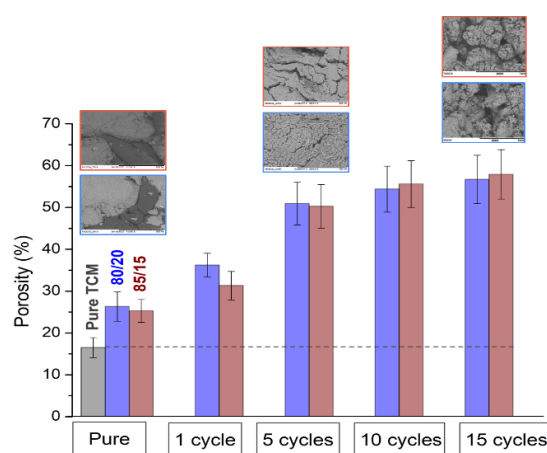 70
60
50
40
30
20
10
0
Porosity (%)
Pure TCM
80/20
85/15
Pure
1 cycle
5 cycles
10 cycles
15 cycles